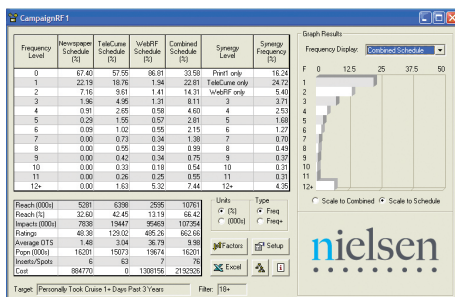 CampaignRF1
Frequency Level Newspaper Schedule (%) TeleCume Schedule (%) WebRF Schedule (%) Combined Schedule (%) Synergy Level Synergy Frequency (%)
0 67.40 57.55 86.81 33.58 Print1 only 16.24
1 22.19 18.76 1.94 22.81 TeleCume only 24.72
2 7.16 9.61 1.41 14.31 WebRF only 5.40
3 1.96 4.95 1.31 8.11 3 3.71
4 0.91 2.65 0.58 4.60 4 2.53
5 0.29 1.55 0.57 2.81 5 1.68
6 0.09 1.02 0.55 2.15 6 1.27
7 0.00 0.73 0.34 1.38 7 0.70
8 0.00 0.55 0.39 0.99 8 0.49
9 0.00 0.42 0.34 0.75 9 0.37
10 0.00 0.33 0.18 0.54 10 0.31
11 0.00 0.26 0.25 0.55 11 0.31
12+ 0.00 1.63 5.32 7.44 12+ 4.35
Reach (000s) 5281 6398 2595 10761
Reach (%) 32.60 42.45 13.19 66.42
Impacts (000s) 7838 19447 95469 107354
Ratings 48.38 129.02 485.26 662.66
Average OTS 1.48 3.04 36.79 9.98
Popn (000s) 16201 15073 19674 16201
Inserts/Spots 6 63 7 76
Cost 884770 0 1308156 2192926
Units
(%)
(000s)
Type
Freq
Freq+
Factors
Setup
Excel
Target: Personally Took Cruise 1+ Days Past 3 Years
Filter: 18+
Graph Results
Frequency Display: Combined Schedule
F 0 12.5 25 37.5 50
1
2
3
4
5
6
7
8
9
10
11
12+
Scale to Combined
Scale to Schedule
nielsen